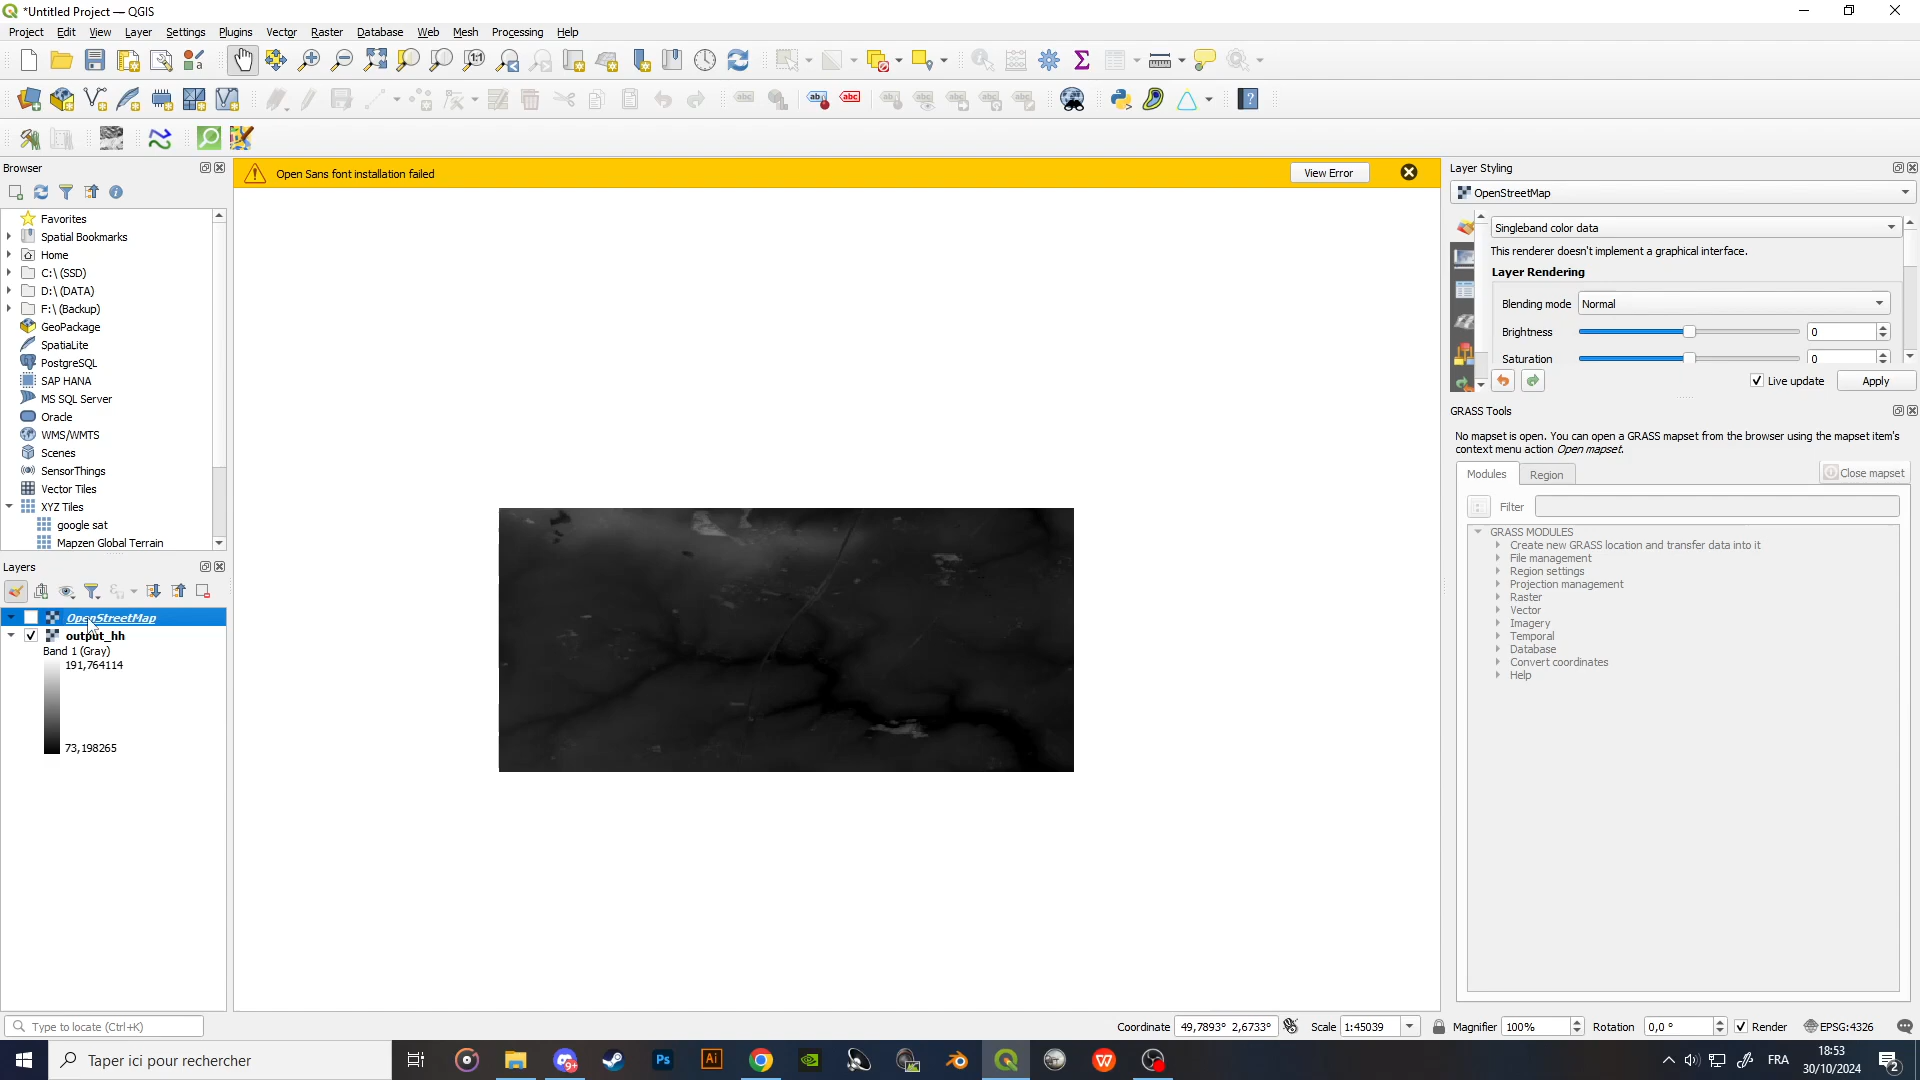 *Untitled Project — QGIS
Project Edit View Layer Settings Plugins Vector Raster Database Web Mesh Processing Help
Browser
Favorites
Spatial Bookmarks
Home
C:\ (SSD)
D:\ (DATA)
F:\ (Backup)
GeoPackage
SpatiaLite
PostgreSQL
SAP HANA
MS SQL Server
Oracle
WMS/WMTS
Scenes
SensorThings
Vector Tiles
XYZ Tiles
google sat
Mapzen Global Terrain
Layers
OpenStreetMap
output_hh
Band 1 (Gray)
191,764114
73,198265
Open Sans font installation failed
View Error
Layer Styling
OpenStreetMap
Singleband color data
This renderer doesn't implement a graphical interface.
Layer Rendering
Blending mode Normal
Brightness 0
Saturation 0
Live update Apply
GRASS Tools
No mapset is open. You can open a GRASS mapset from the browser using the mapset item's
context menu action Open mapset.
Modules Region Close mapset
Filter
GRASS MODULES
Create new GRASS location and transfer data into it
File management
Region settings
Projection management
Raster
Vector
Imagery
Temporal
Database
Convert coordinates
Help
Type to locate (Ctrl+K)
Coordinate 49,7893° 2,6733° Scale 1:45039 Magnifier 100% Rotation 0,0 ° Render EPSG:4326
Taper ici pour rechercher
FRA
18:53
30/10/2024